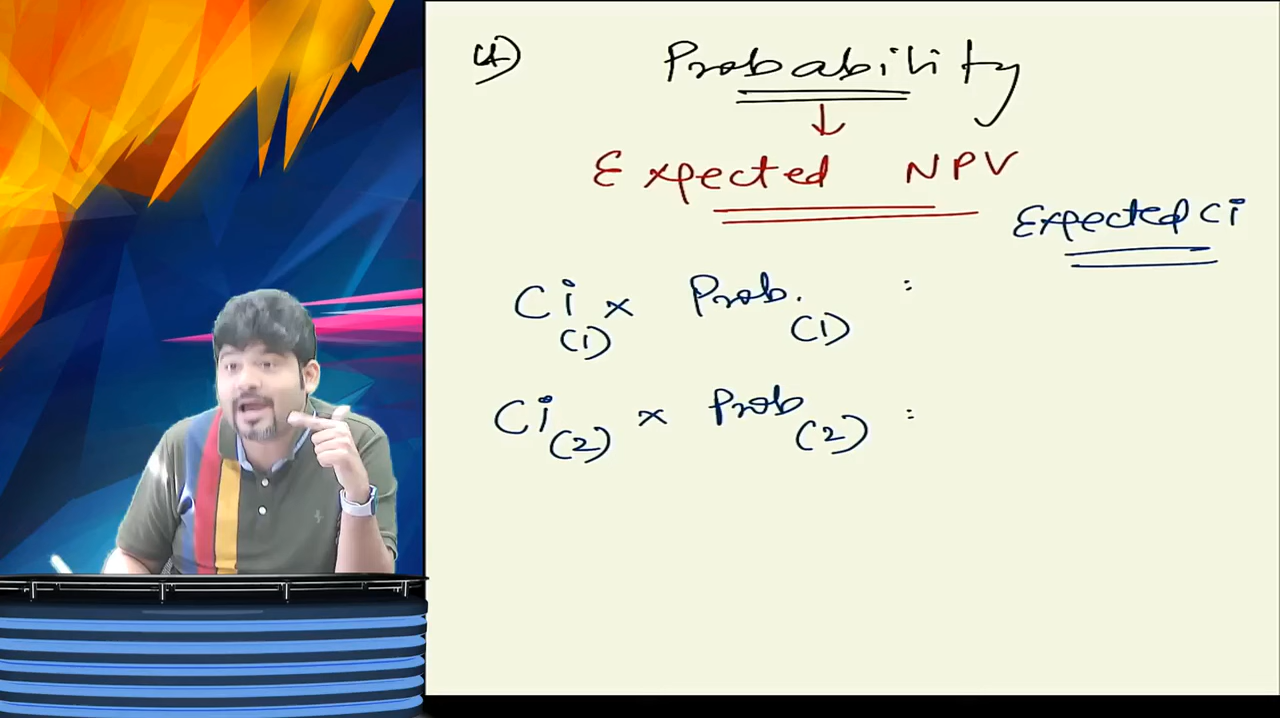 4)
Probability
↓
Expected NPV
Expected Ci
Ci(1) x Prob.(1) :
Ci(2) x Prob(2) :